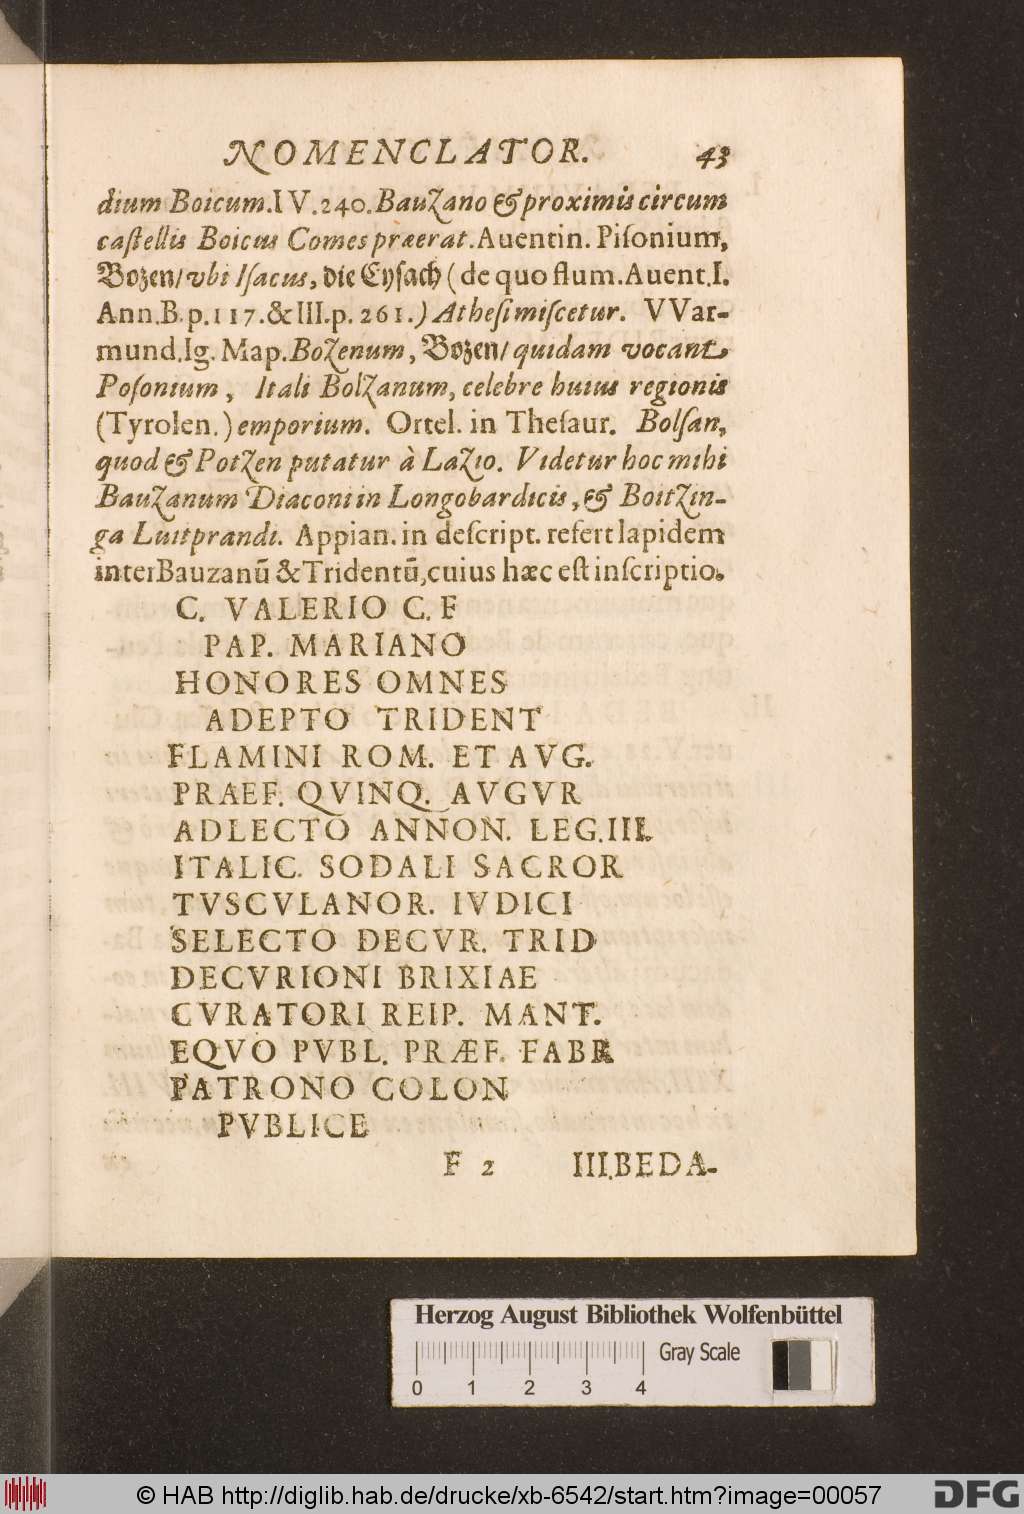 NOMENCLATOR. 43
dium Boicum.IV.240.Bauzano & proximis circum
castellis Boicus Comes praeerat. Auentin. Pisonium,
Bozen/ vbi Isacus, die Eysach (de quo flum. Auent.I.
Ann.B.p.117.&III.p.261.) Athesi miscetur. VVar-
mund.Ig. Map. Bozenum, Bozen/ quidam vocant
Posonium, Itali Bolzanum, celebre huius regionis
(Tyrolen.) emporium. Ortel. in Thesaur. Bolsan,
quod & Potzen putatur à Lazio. Videtur hoc mihi
Bauzanum Diaconi in Longobardicis, & Boitzin-
ga Luitprandi. Appian. in descript. refert lapidem
inter Bauzanū & Tridentū, cuius hæc est inscriptio.
C. VALERIO C. F
PAP. MARIANO
HONORES OMNES
ADEPTO TRIDENT
FLAMINI ROM. ET AVG.
PRAEF. QVINQ. AVGVR
ADLECTO ANNON. LEG.III.
ITALIC. SODALI SACROR
TVSCVLANOR. IVDICI
SELECTO DECVR. TRID
DECVRIONI BRIXIAE
CVRATORI REIP. MANT.
EQVO PVBL. PRÆF. FABR
PATRONO COLON
PVBLICE
F 2 III.BEDA-
Herzog August Bibliothek Wolfenbüttel
Gray Scale
0 1 2 3 4
© HAB http://diglib.hab.de/drucke/xb-6542/start.htm?image=00057
DFG